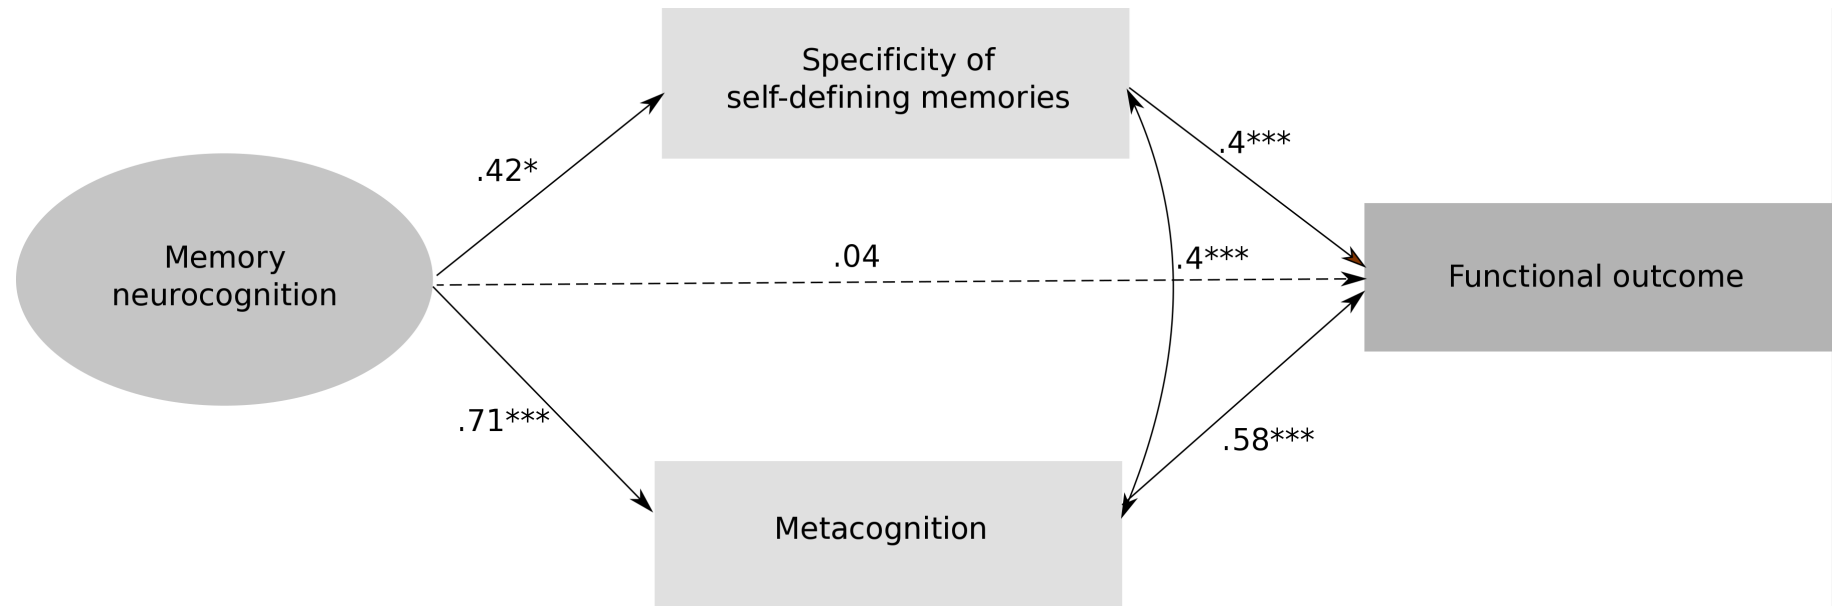 Specificity of
self-defining memories
.4***
.42*
Memory
neurocognition
.04
.4***
Functional outcome
.71***
.58***
Metacognition